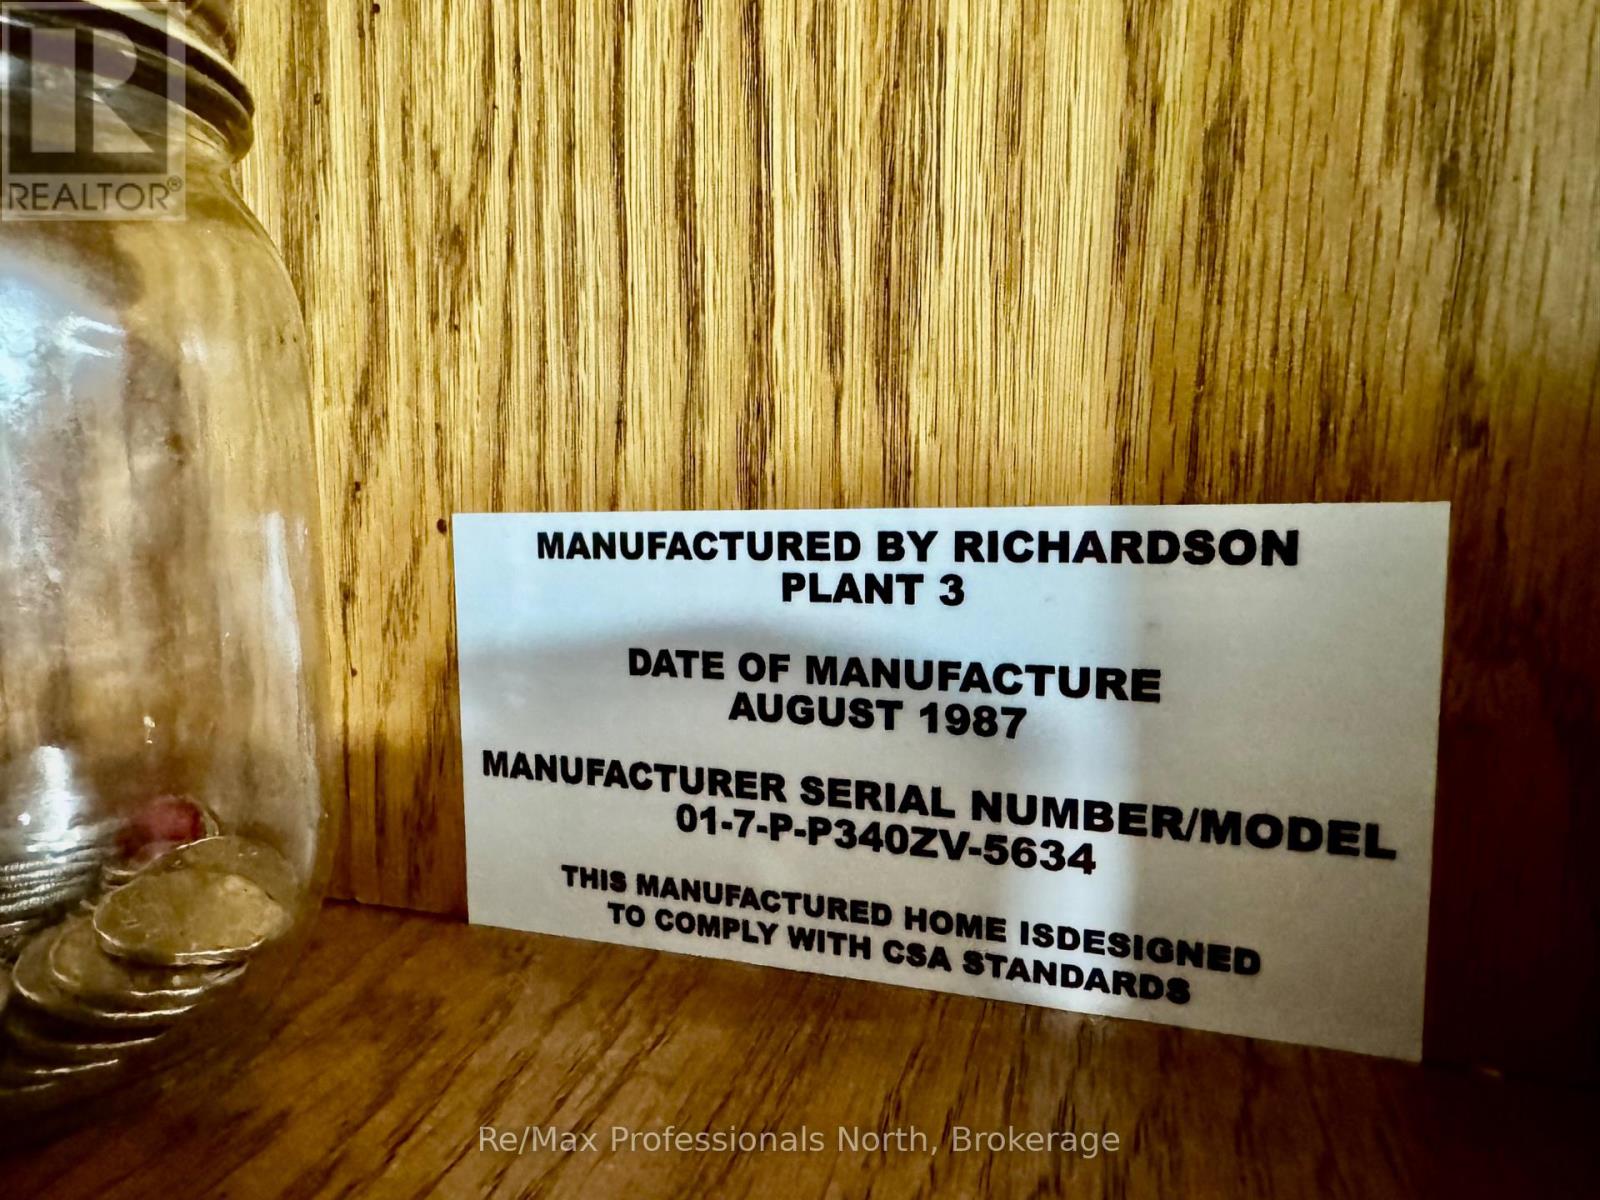 REALTOR®
MANUFACTURED BY RICHARDSON
PLANT 3
DATE OF MANUFACTURE
AUGUST 1987
MANUFACTURER SERIAL NUMBER/MODEL
01-7-P-P340ZV-5634
THIS MANUFACTURED HOME ISDESIGNED
TO COMPLY WITH CSA STANDARDS
Re/Max Professionals North, Brokerage